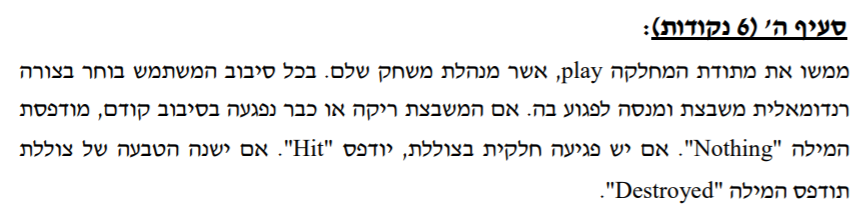 סעיף ה' (6 נקודות):
ממשו את מתודת המחלקה play, אשר מנהלת משחק שלם. בכל סיבוב המשתמש בוחר בצורה
רנדומאלית משבצת ומנסה לפגוע בה. אם המשבצת ריקה או כבר נפגעה בסיבוב קודם, מודפסת
המילה "Nothing". אם יש פגיעה חלקית בצוללת, יודפס "Hit". אם ישנה הטבעה של צוללת
תודפס המילה "Destroyed".